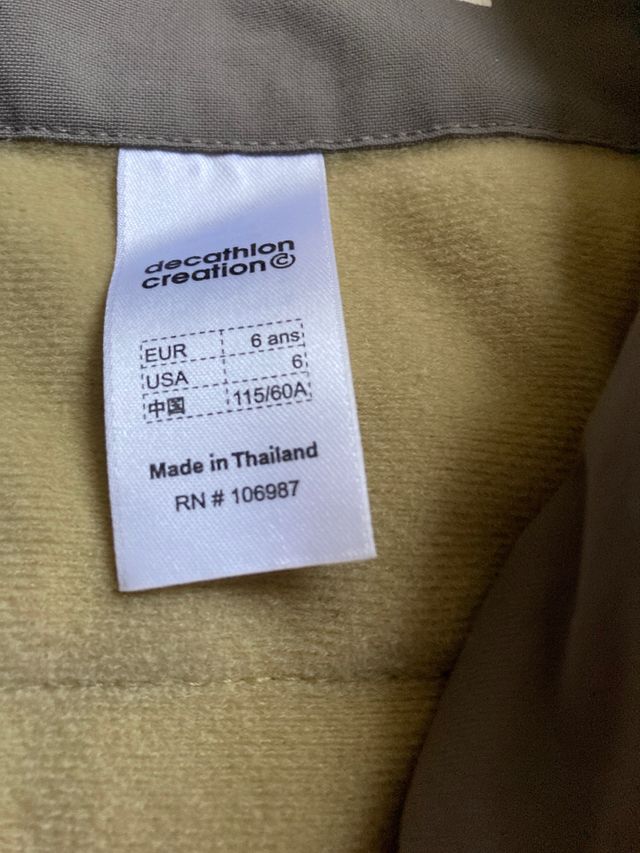 decathlon
creation ©
EUR 6 ans
USA 6
中国 115/60A
Made in Thailand
RN # 106987